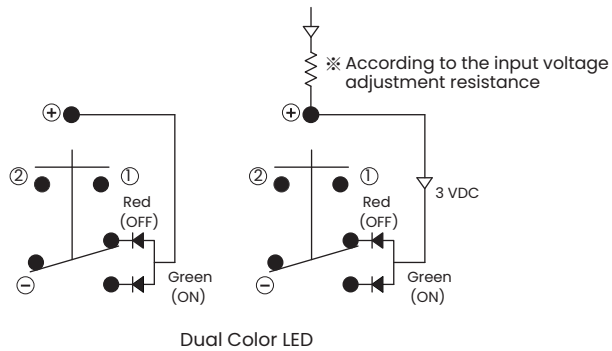 ※ According to the input voltage
adjustment resistance
⊕
⊕
② ①
② ①
3 VDC
Red
(OFF)
Red
(OFF)
⊖
Green
(ON)
⊖
Green
(ON)
Dual Color LED